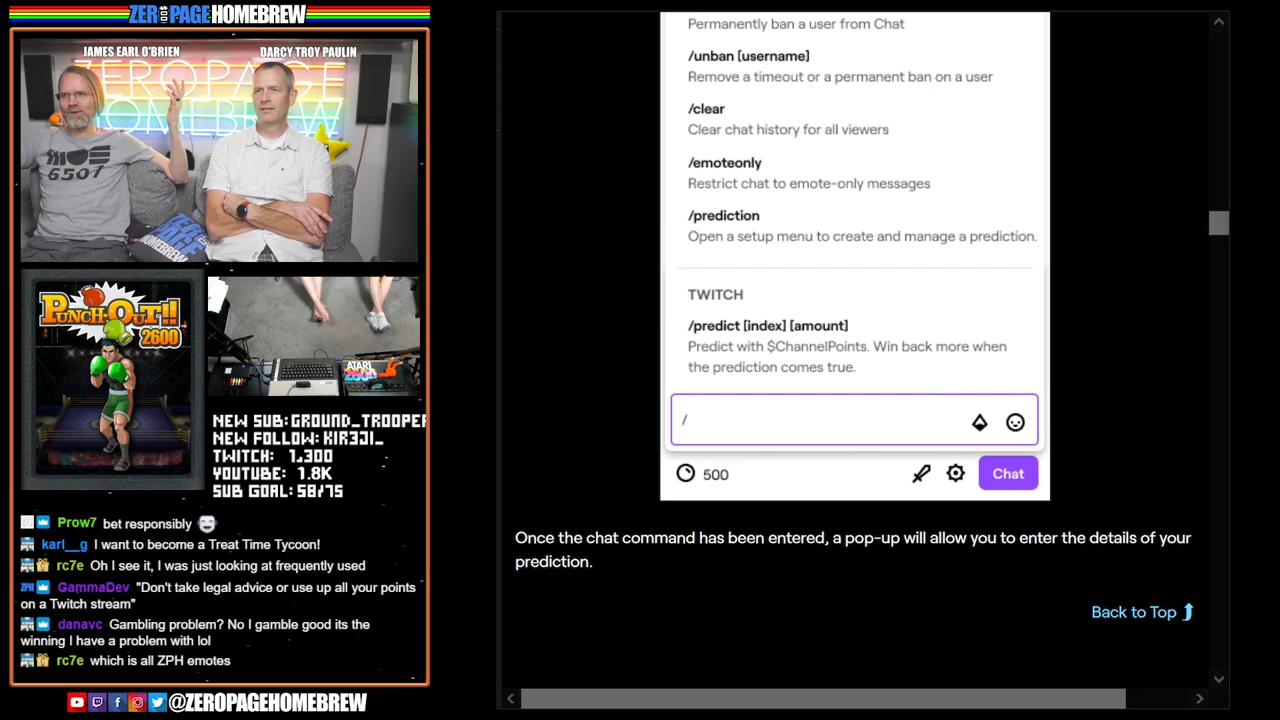 ZEROPAGEHOMEBREW
JAMES EARL O'BRIEN
DARCY TROY PAULIN
ZEROPAGE
HOMEBREW
MOS
6507
HOMEBREW
PUNCH-OUT!!
2600
ATARI
2600
NEW SUB: GROUND_TROOPER
NEW FOLLOW: KIR3JI_
TWITCH: 1,300
YOUTUBE: 1.8K
SUB GOAL: 58/75
Prow7 bet responsibly
karl__g I want to become a Treat Time Tycoon!
rc7e Oh I see it, I was just looking at frequently used
ZPH GammaDev "Don't take legal advice or use up all your points
on a Twitch stream"
danavc Gambling problem? No I gamble good its the
winning I have a problem with lol
rc7e which is all ZPH emotes
@ZEROPAGEHOMEBREW
Permanently ban a user from Chat
/unban [username]
Remove a timeout or a permanent ban on a user
/clear
Clear chat history for all viewers
/emoteonly
Restrict chat to emote-only messages
/prediction
Open a setup menu to create and manage a prediction.
TWITCH
/predict [index] [amount]
Predict with $ChannelPoints. Win back more when
the prediction comes true.
/
500
Chat
Once the chat command has been entered, a pop-up will allow you to enter the details of your
prediction.
Back to Top